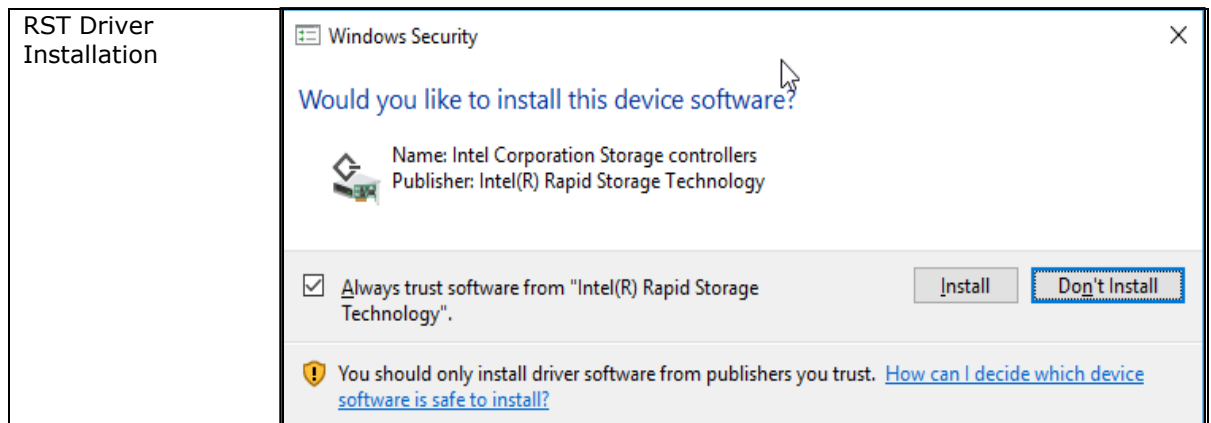 RST Driver
Installation
Windows Security
Would you like to install this device software?
Name: Intel Corporation Storage controllers
Publisher: Intel(R) Rapid Storage Technology
Always trust software from "Intel(R) Rapid Storage
Technology".
Install
Don't Install
You should only install driver software from publishers you trust. How can I decide which device
software is safe to install?